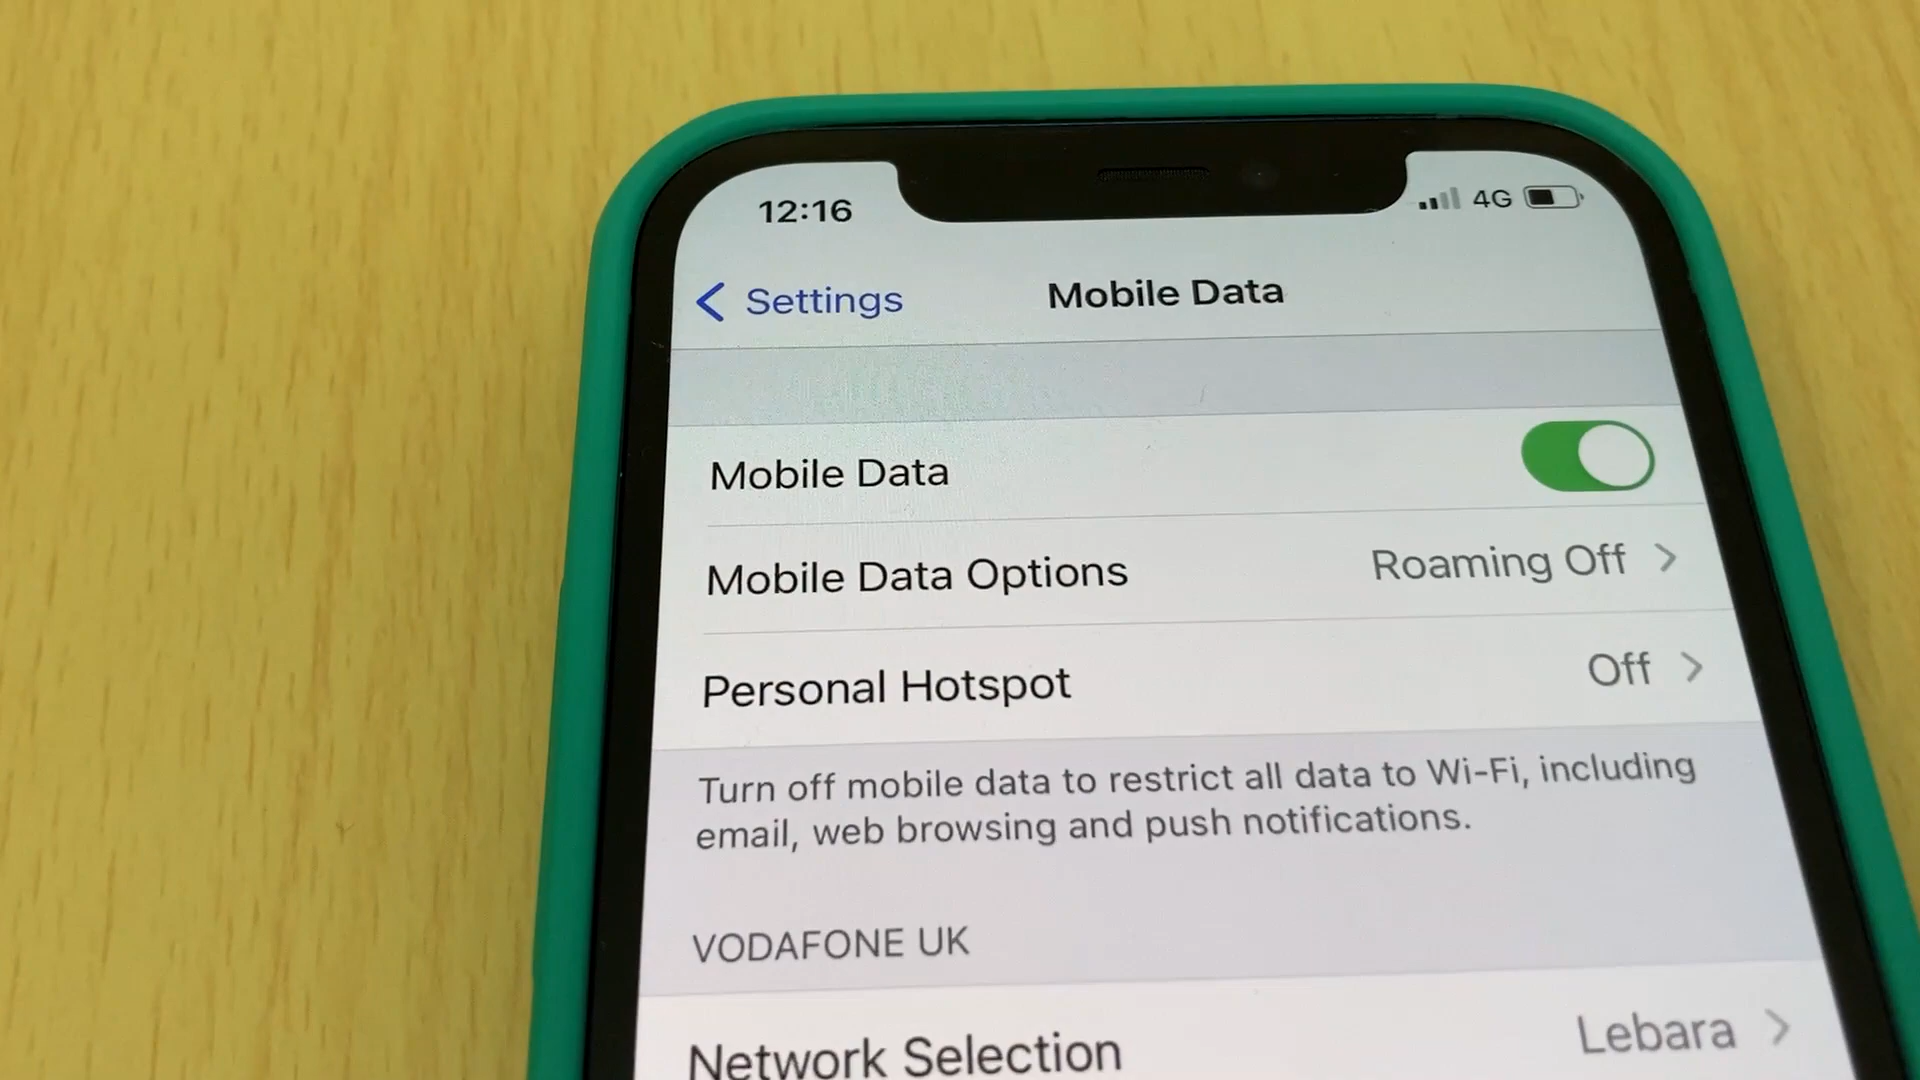 12:16
4G
Settings
Mobile Data
Mobile Data
Mobile Data Options
Roaming Off
Personal Hotspot
Off
Turn off mobile data to restrict all data to Wi-Fi, including
email, web browsing and push notifications.
VODAFONE UK
Network Selection
Lebara